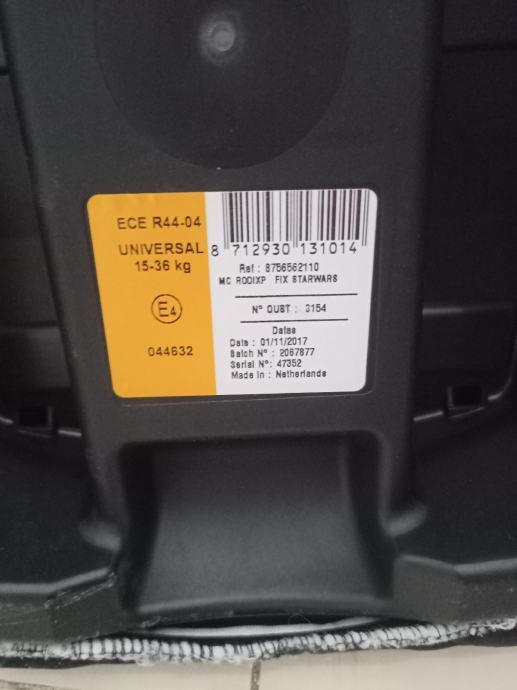 ECE R44-04
UNIVERSAL
15-36 kg
E4
044632
8 712930 131014
Ref : 8756562110
MC RODIXP FIX STARWARS
N° OUST : 3154
Datas
Date : 01/11/2017
Batch N° : 2067877
Serial N°: 47352
Made in : Netherlands